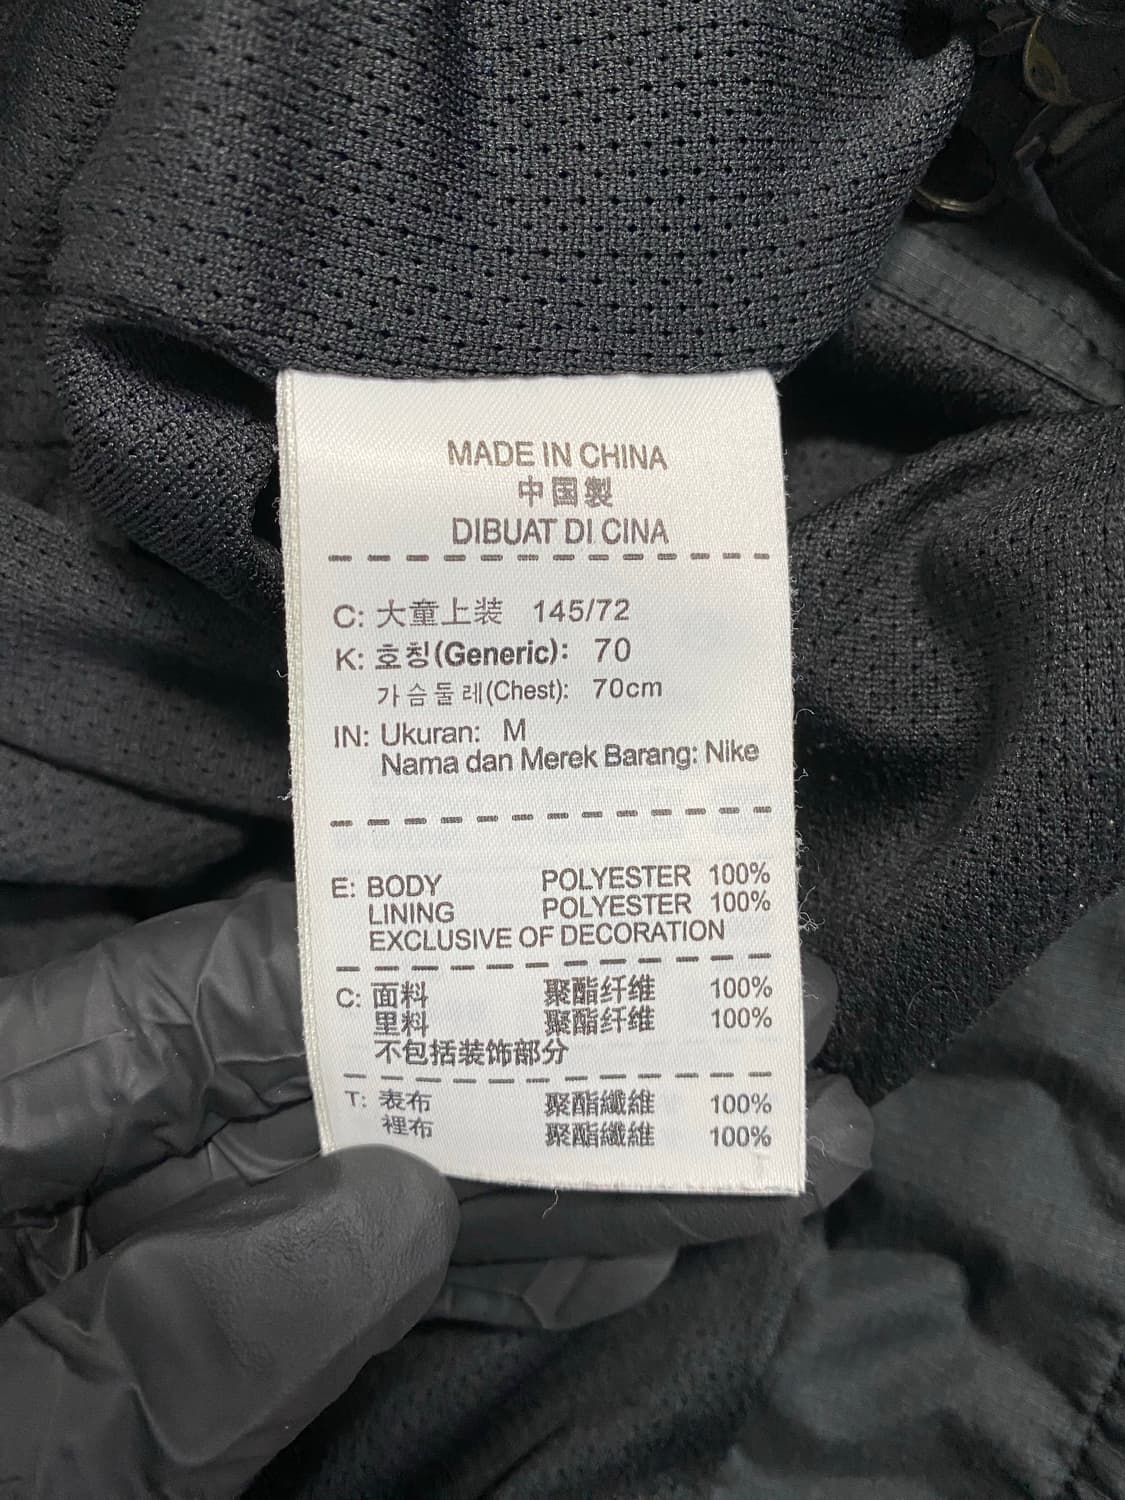 MADE IN CHINA
中国製
DIBUAT DI CINA
C: 大童上装 145/72
K: 호칭(Generic): 70
가슴둘레(Chest): 70cm
IN: Ukuran: M
Nama dan Merek Barang: Nike
E: BODY POLYESTER 100%
LINING POLYESTER 100%
EXCLUSIVE OF DECORATION
C: 面料 聚酯纤维 100%
里料 聚酯纤维 100%
不包括装饰部分
T: 表布 聚酯纖維 100%
裡布 聚酯纖維 100%